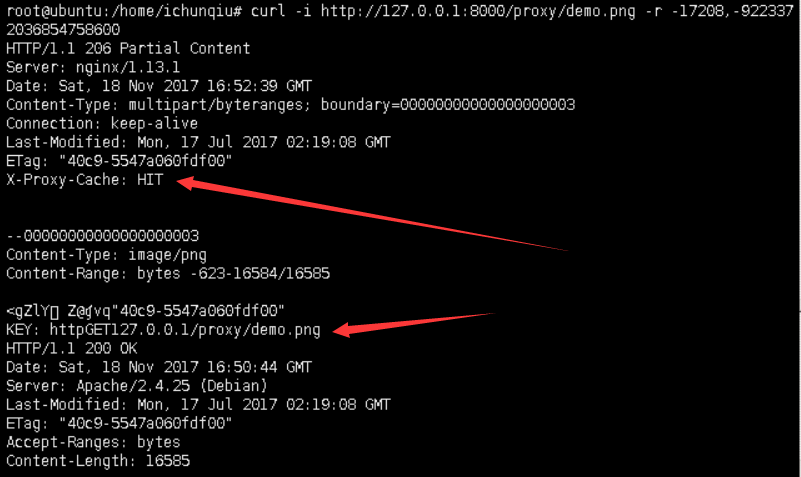 root@ubuntu:/home/ichunqiu# curl -i http://127.0.0.1:8000/proxy/demo.png -r -17208,-922337
2036854758600
HTTP/1.1 206 Partial Content
Server: nginx/1.13.1
Date: Sat, 18 Nov 2017 16:52:39 GMT
Content-Type: multipart/byteranges; boundary=00000000000000000003
Connection: keep-alive
Last-Modified: Mon, 17 Jul 2017 02:19:08 GMT
ETag: "40c9-5547a060fdf00"
X-Proxy-Cache: HIT
--00000000000000000003
Content-Type: image/png
Content-Range: bytes -623-16584/16585
"40c9-5547a060fdf00"
KEY: httpGET127.0.0.1/proxy/demo.png
HTTP/1.1 200 OK
Date: Sat, 18 Nov 2017 16:50:44 GMT
Server: Apache/2.4.25 (Debian)
Last-Modified: Mon, 17 Jul 2017 02:19:08 GMT
ETag: "40c9-5547a060fdf00"
Accept-Ranges: bytes
Content-Length: 16585